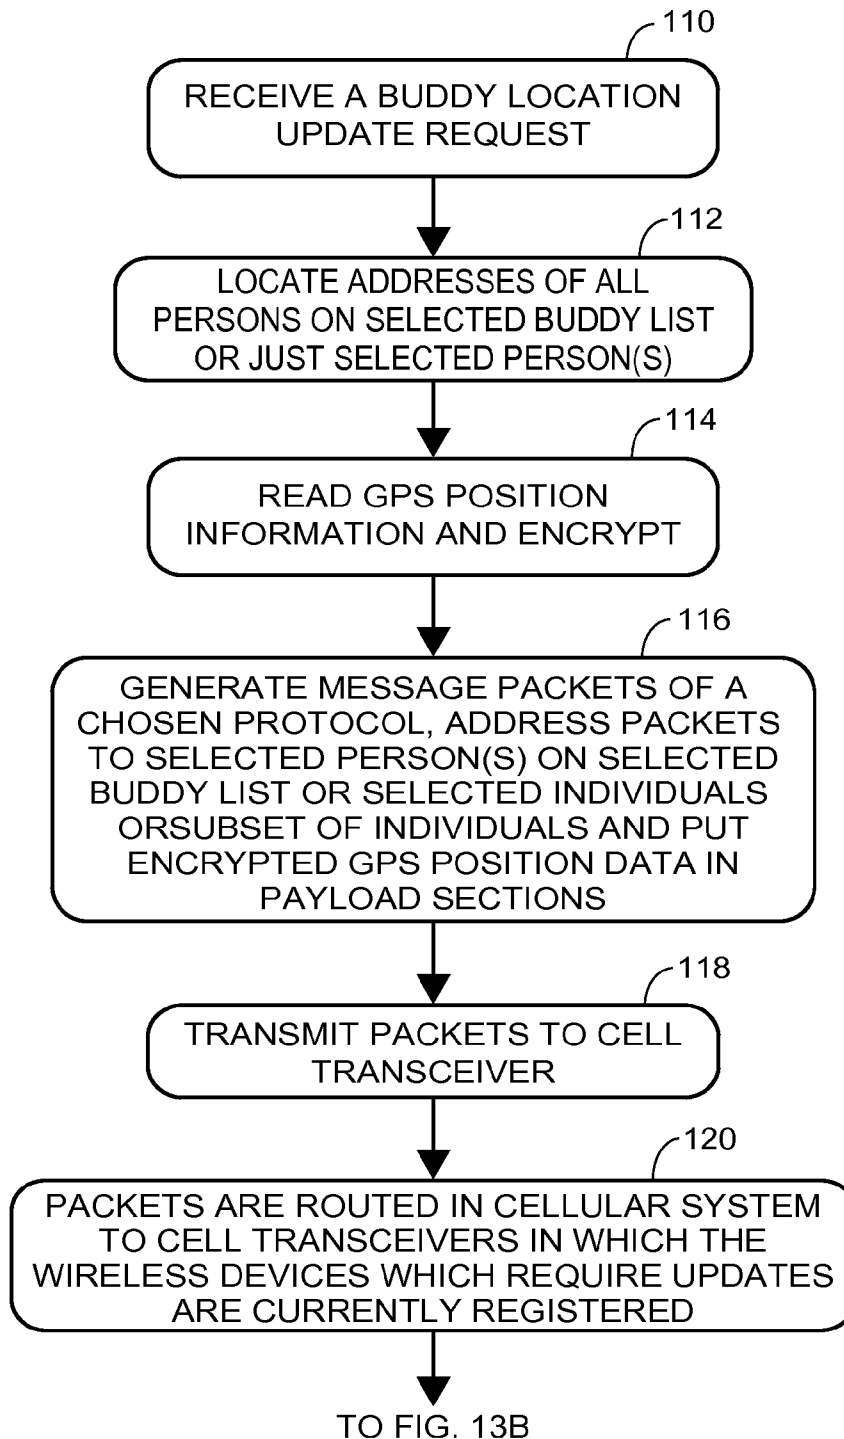 110
RECEIVE A BUDDY LOCATION
UPDATE REQUEST
112
LOCATE ADDRESSES OF ALL
PERSONS ON SELECTED BUDDY LIST
OR JUST SELECTED PERSON(S)
114
READ GPS POSITION
INFORMATION AND ENCRYPT
116
GENERATE MESSAGE PACKETS OF A
CHOSEN PROTOCOL, ADDRESS PACKETS
TO SELECTED PERSON(S) ON SELECTED
BUDDY LIST OR SELECTED INDIVIDUALS
ORSUBSET OF INDIVIDUALS AND PUT
ENCRYPTED GPS POSITION DATA IN
PAYLOAD SECTIONS
118
TRANSMIT PACKETS TO CELL
TRANSCEIVER
120
PACKETS ARE ROUTED IN CELLULAR SYSTEM
TO CELL TRANSCEIVERS IN WHICH THE
WIRELESS DEVICES WHICH REQUIRE UPDATES
ARE CURRENTLY REGISTERED
TO FIG. 13B